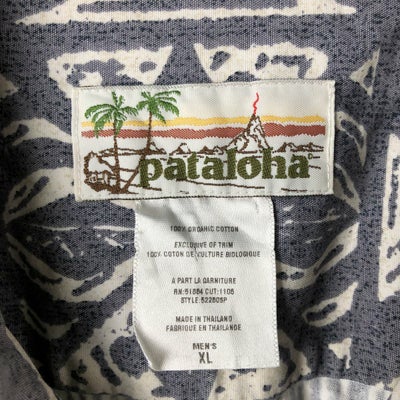 pataloha
100% ORGANIC COTTON
EXCLUSIVE OF TRIM
100% COTON DE CULTURE BIOLOGIQUE
A PART LA GARNITURE
RN: 51884 CUT: 1106
STYLE: 52280SP
MADE IN THAILAND
FABRIQUE EN THAILANDE
MEN'S
XL